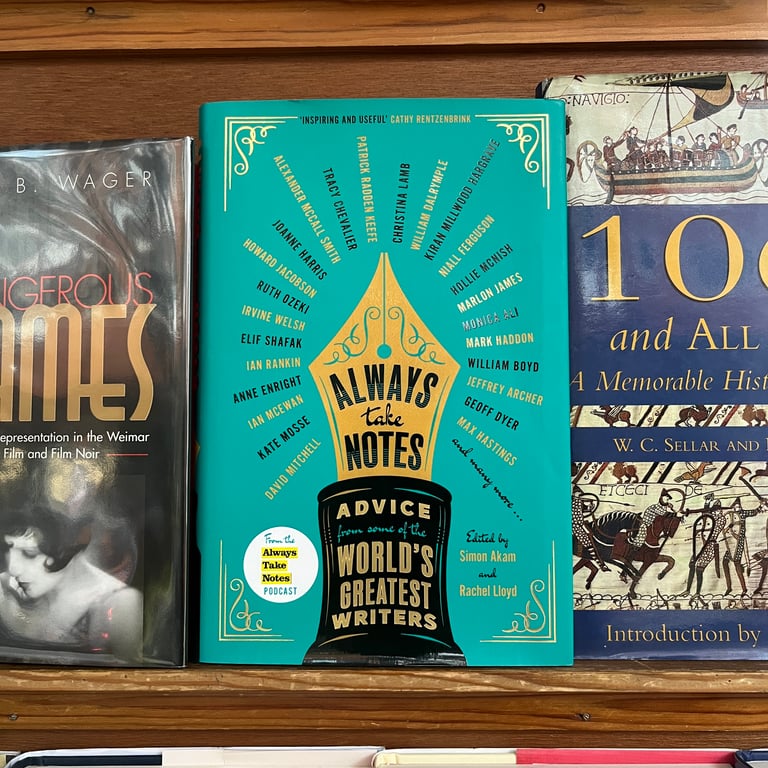 B. WAGER
NGEROUS
AMES
epresentation in the Weimar
Film and Film Noir
'INSPIRING AND USEFUL' CATHY RENTZENBRINK
DAVID MITCHELL
KATE MOSSE
IAN MCEWAN
ANNE ENRIGHT
IAN RANKIN
ELIF SHAFAK
IRVINE WELSH
RUTH OZEKI
HOWARD JACOBSON
JOANNE HARRIS
ALEXANDER MCCALL SMITH
TRACY CHEVALIER
PATRICK RADDEN KEEFE
CHRISTINA LAMB
WILLIAM DALRYMPLE
KIRAN MILLWOOD HARGRAVE
NIALL FERGUSON
HOLLIE MCNISH
MARLON JAMES
MONICA ALI
MARK HADDON
WILLIAM BOYD
JEFFREY ARCHER
GEOFF DYER
MAX HASTINGS
and many more...
ALWAYS
take
NOTES
ADVICE
from some of the
WORLD'S
GREATEST
WRITERS
From the
Always
Take
Notes
PODCAST
Edited by
Simon Akam
and
Rachel Lloyd
NAVIGIO:
106
and ALL
A Memorable Hist
W. C. SELLAR AND
ET CECI DE
Introduction by